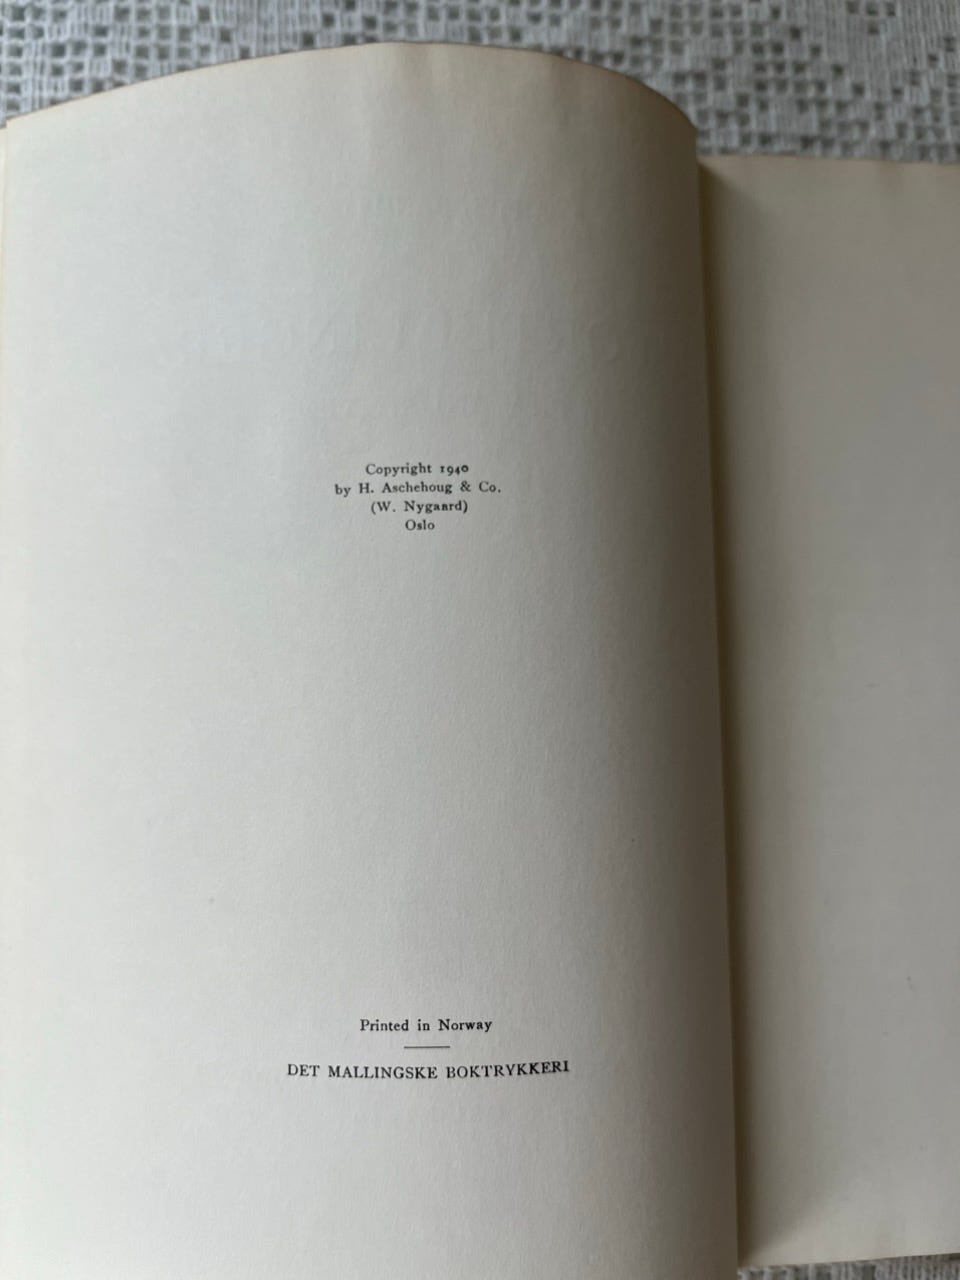 Copyright 1940
by H. Aschehoug & Co.
(W. Nygaard)
Oslo
Printed in Norway
DET MALLINGSKE BOKTRYKKERI